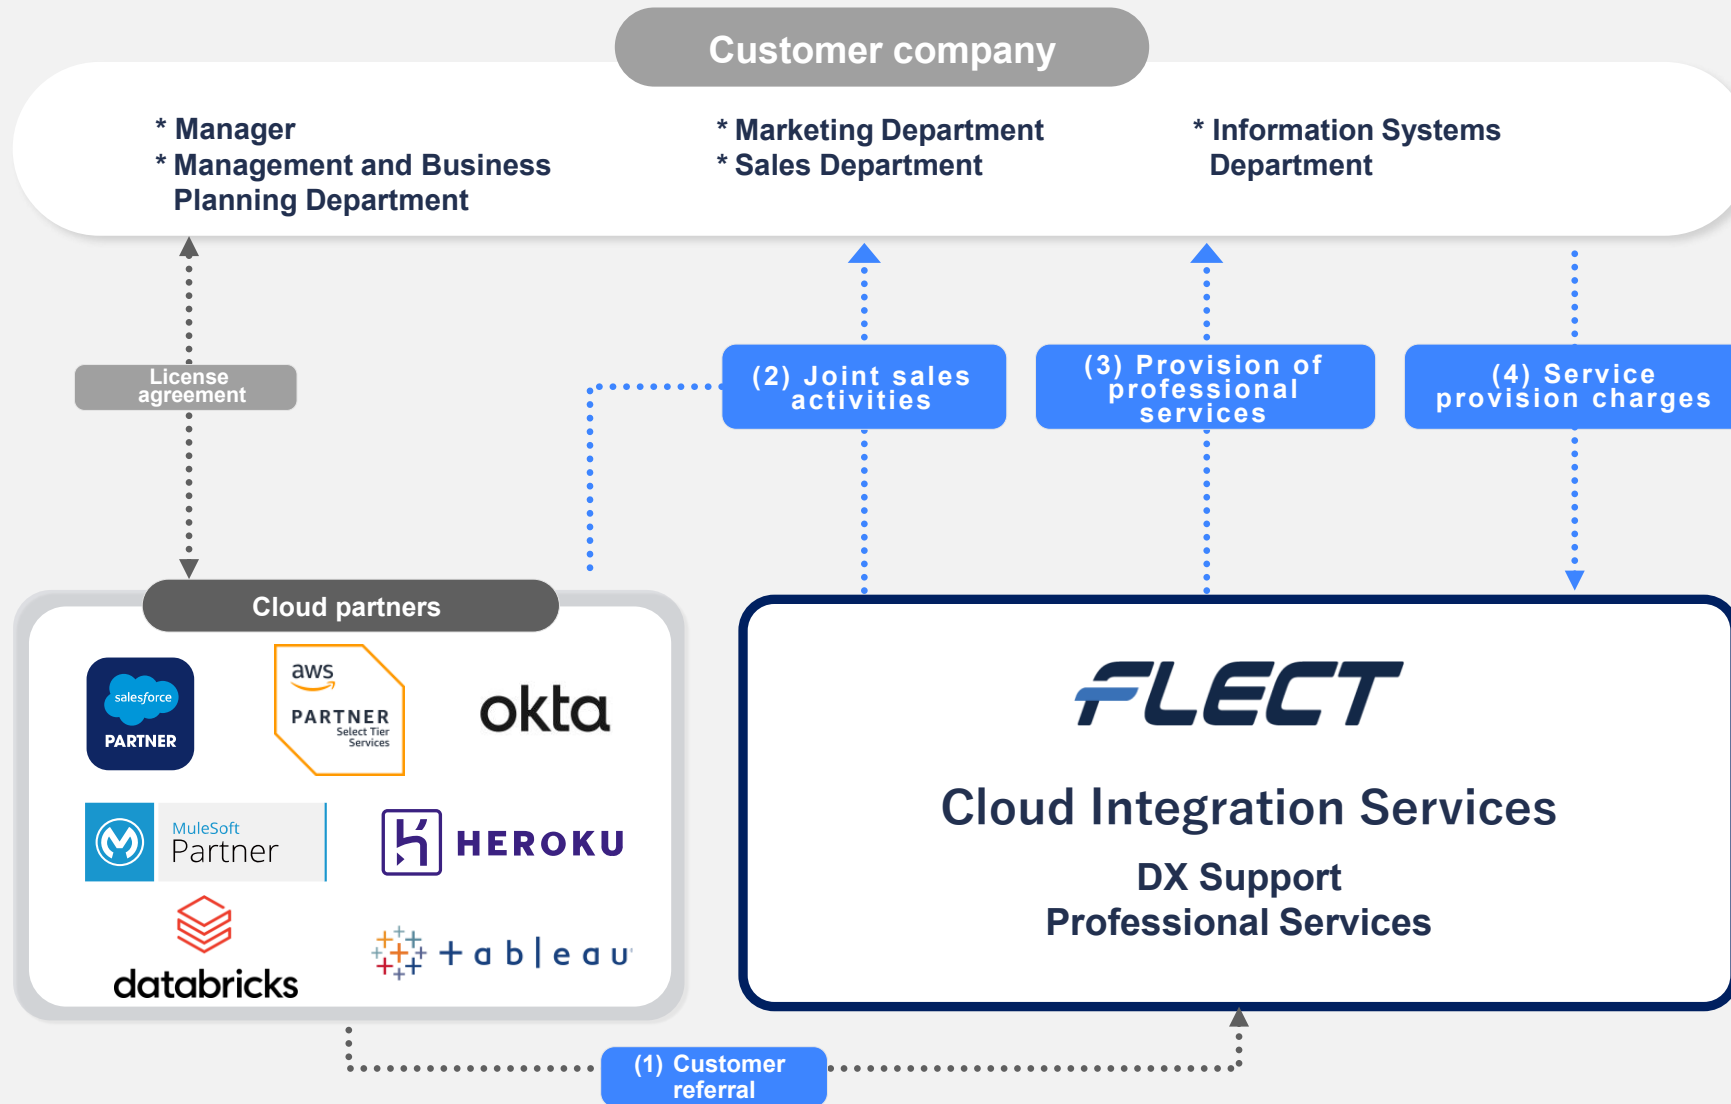 Customer company
* Manager
* Management and Business
Planning Department
* Marketing Department
* Sales Department
* Information Systems
Department
License
agreement
(2) Joint sales
activities
(3) Provision of
professional
services
(4) Service
provision charges
Cloud partners
salesforce
PARTNER
aws
PARTNER
Select Tier
Services
okta
MuleSoft
Partner
HEROKU
databricks
+ableau
FLECT
Cloud Integration Services
DX Support
Professional Services
(1) Customer
referral